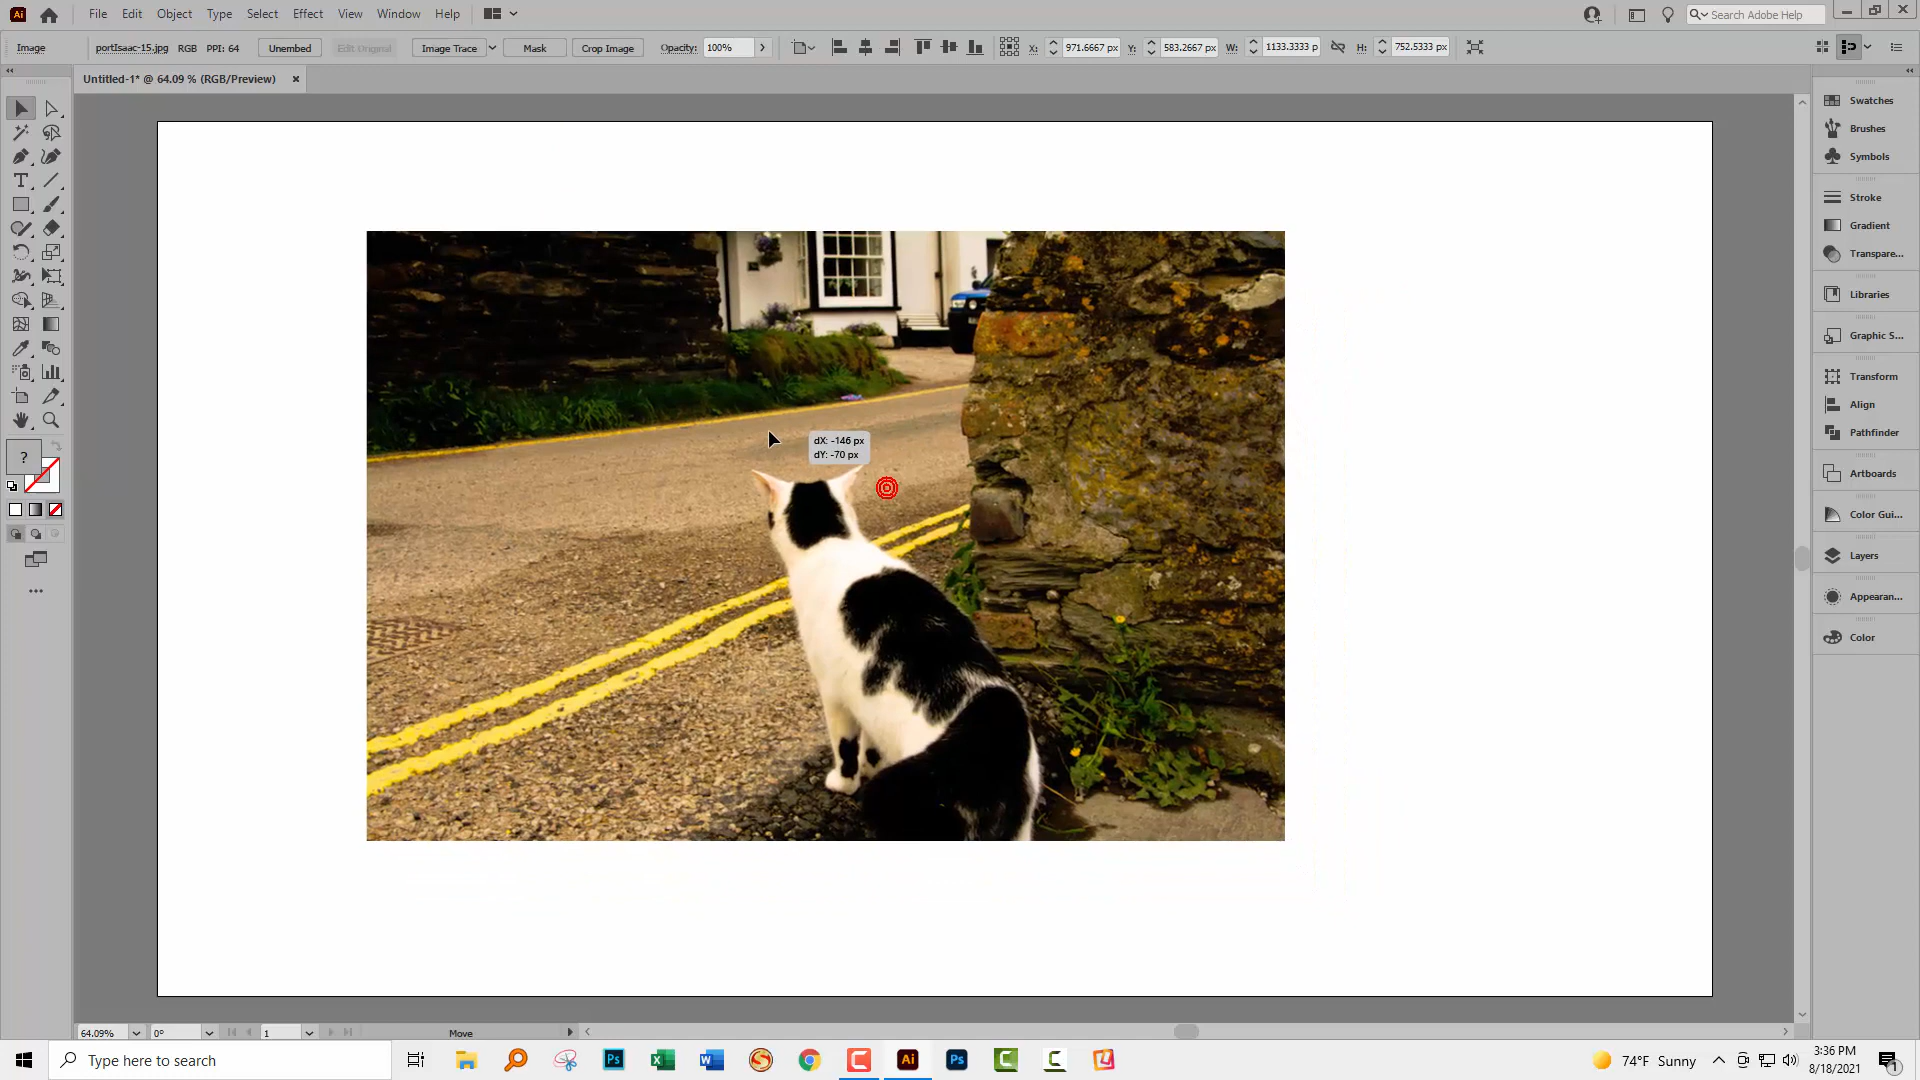 Ai File Edit Object Type Select Effect View Window Help Search Adobe Help
Image portIsaac-15.jpg RGB PPI: 64 Unembed Edit Original Image Trace Mask Crop Image Opacity: 100% X: 971.6667 px Y: 583.2667 px W: 1133.3333 p H: 752.5333 px
Untitled-1* @ 64.09 % (RGB/Preview)
Swatches
Brushes
Symbols
Stroke
Gradient
Transpare...
Libraries
Graphic S...
Transform
Align
Pathfinder
Artboards
Color Gui...
Layers
Appearan...
Color
T
?
dX: -146 px
dY: -70 px
64.09% 0° 1 Move
Type here to search
Ps
Ai
Ps
74°F Sunny
3:36 PM
8/18/2021
1